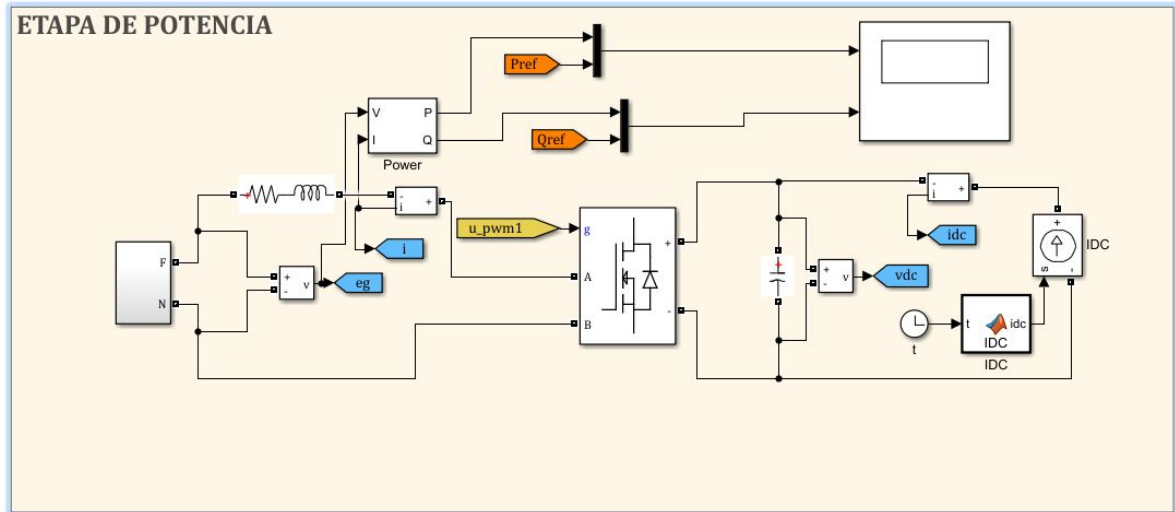 ETAPA DE POTENCIA
Pref
V P
I Q
Power
Qref
- +
i
u_pwm1
g
A
B
+
-
i
F
N
+
-
v
eg
- +
i
idc
+
-
s
IDC
+
-
v
vdc
t
t idc
IDC
IDC